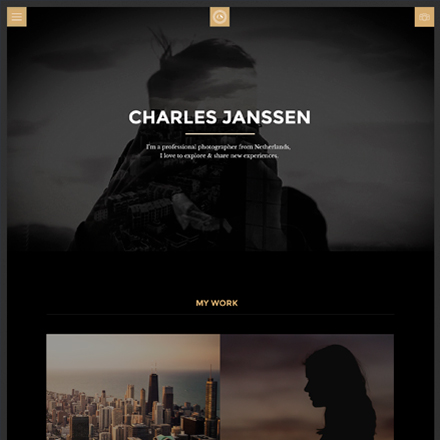 CHARLES JANSSEN
I'm a professional photographer from Netherlands,
I love to explore & share new experiences.
MY WORK